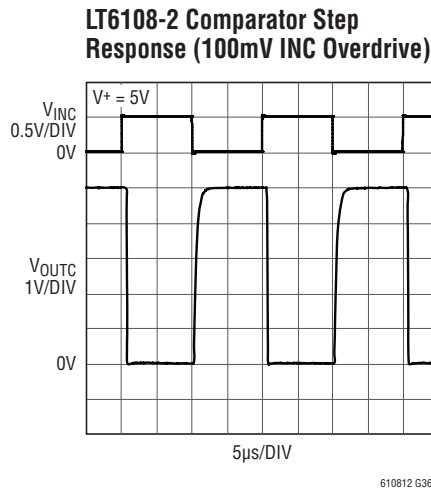 LT6108-2 Comparator Step
Response (100mV INC Overdrive)
V+ = 5V
VINC
0.5V/DIV
0V
VOUTC
1V/DIV
0V
5µs/DIV
610812 G36